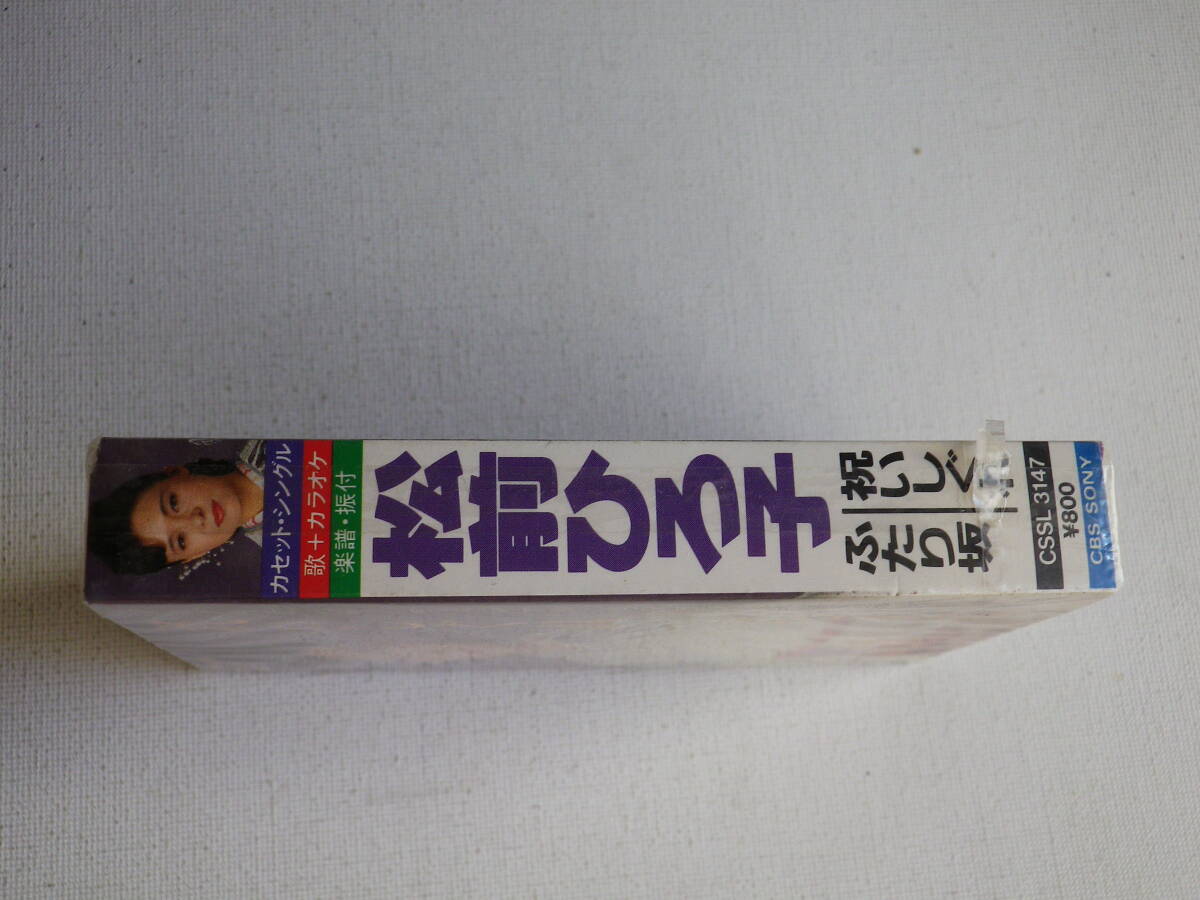 カセット・シングル
歌＋カラオケ
楽譜・振付
松前ひろ子
祝いしぐ
ふたり坂
CSSL 3147
¥800
CBS SONY